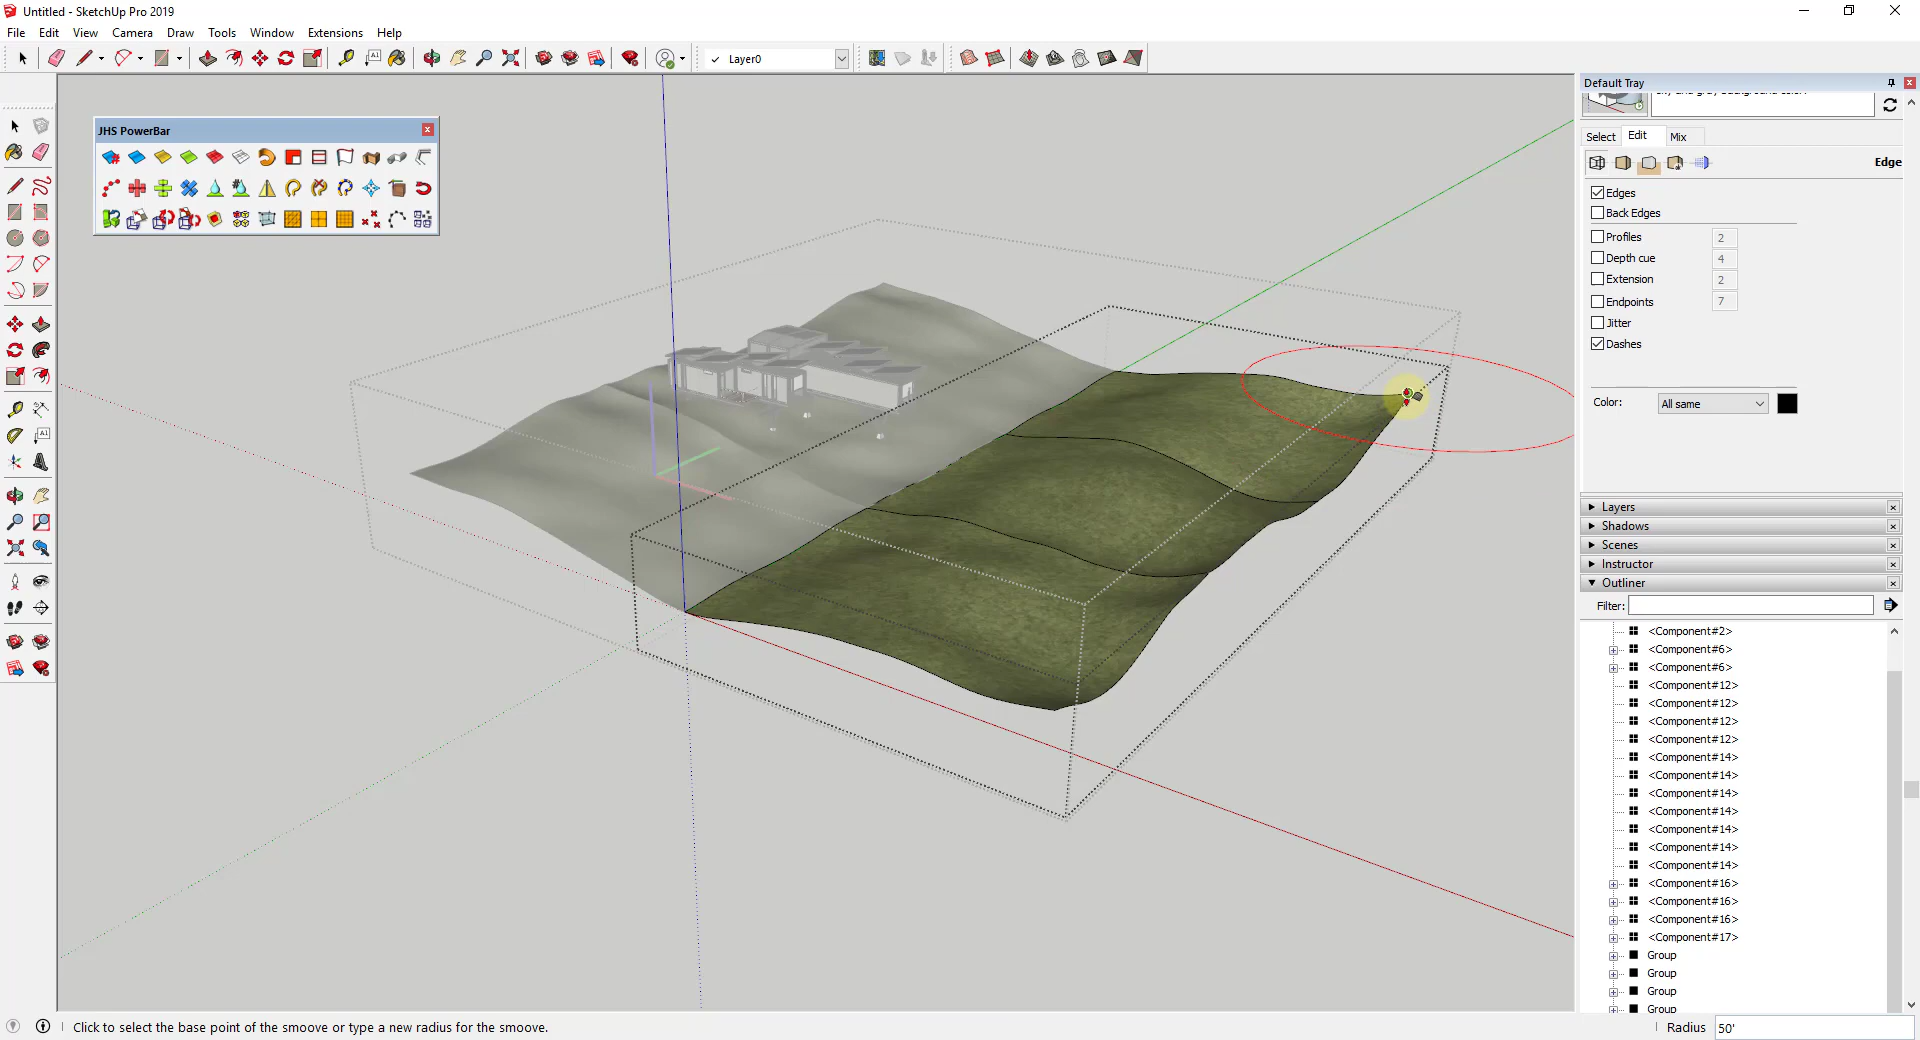 Untitled - SketchUp Pro 2019
File Edit View Camera Draw Tools Window Extensions Help
Layer0
JHS PowerBar
Default Tray
sky and gray background color.
Select Edit Mix
Edge
Edges
Back Edges
Profiles 2
Depth cue 4
Extension 2
Endpoints 7
Jitter
Dashes
Color: All same
Layers
Shadows
Scenes
Instructor
Outliner
Filter:
<Component#2>
<Component#6>
<Component#6>
<Component#12>
<Component#12>
<Component#12>
<Component#12>
<Component#14>
<Component#14>
<Component#14>
<Component#14>
<Component#14>
<Component#14>
<Component#14>
<Component#16>
<Component#16>
<Component#16>
<Component#17>
Group
Group
Group
Group
Click to select the base point of the smoove or type a new radius for the smoove.
Radius 50'